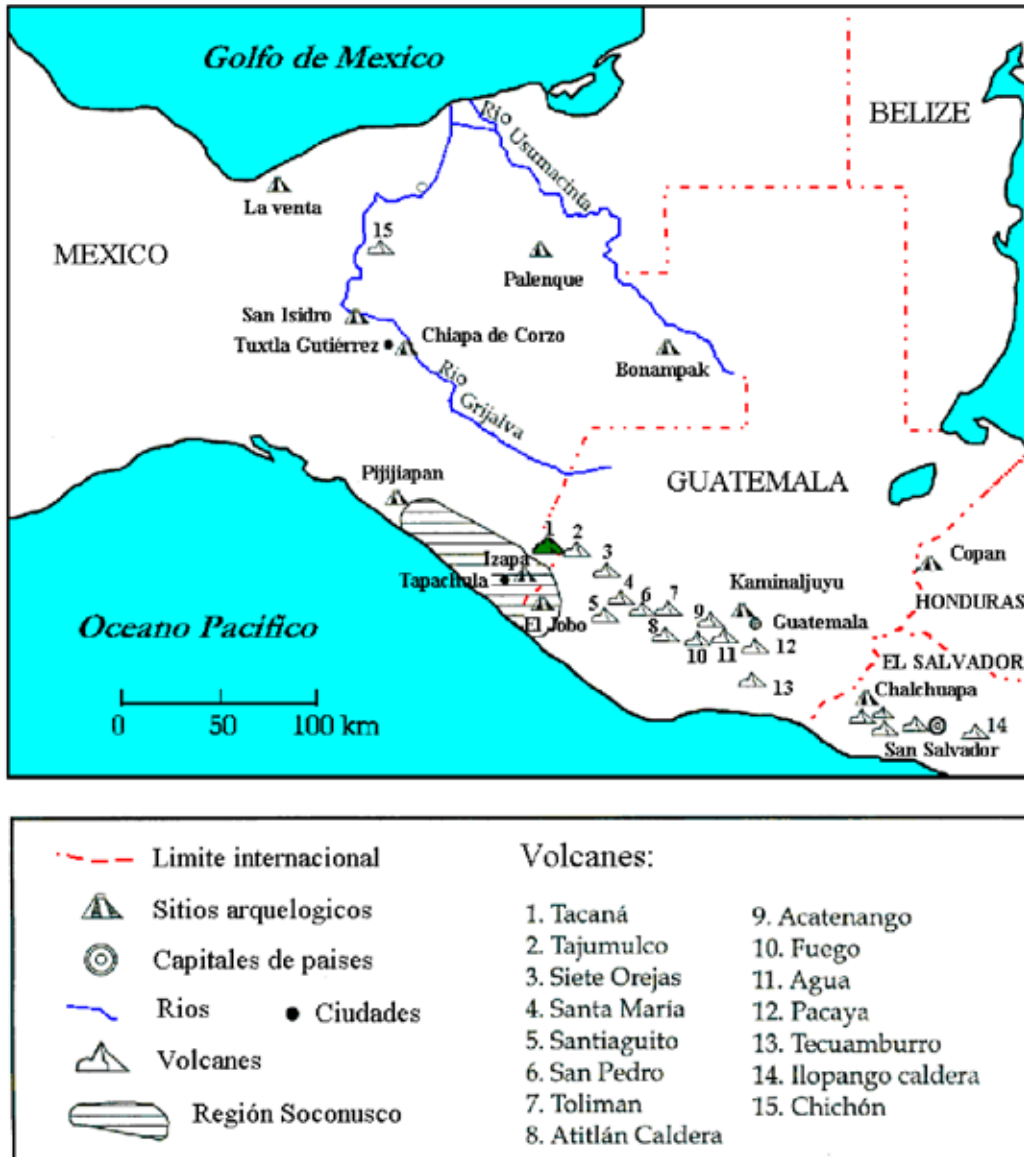 Golfo de Mexico
BELIZE
Rio Usumacinta
La venta
15
MEXICO
Palenque
San Isidro
Chiapa de Corzo
Tuxtla Gutiérrez
Bonampak
Rio Grijalva
Pijijiapan
GUATEMALA
1
2
3
Izapa
Tapachula
4
6
7
Kaminaljuyu
Copan
5
El Jobo
8
9
Guatemala
HONDURAS
Oceano Pacífico
10
11
12
EL SALVADOR
13
Chalchuapa
0 50 100 km
14
San Salvador
Limite internacional
Sitios arquelogicos
Capitales de paises
Rios
Ciudades
Volcanes
Región Soconusco
Volcanes:
1. Tacaná
2. Tajumulco
3. Siete Orejas
4. Santa María
5. Santiaguito
6. San Pedro
7. Toliman
8. Atitlán Caldera
9. Acatenango
10. Fuego
11. Agua
12. Pacaya
13. Tecuamburro
14. Ilopango caldera
15. Chichón